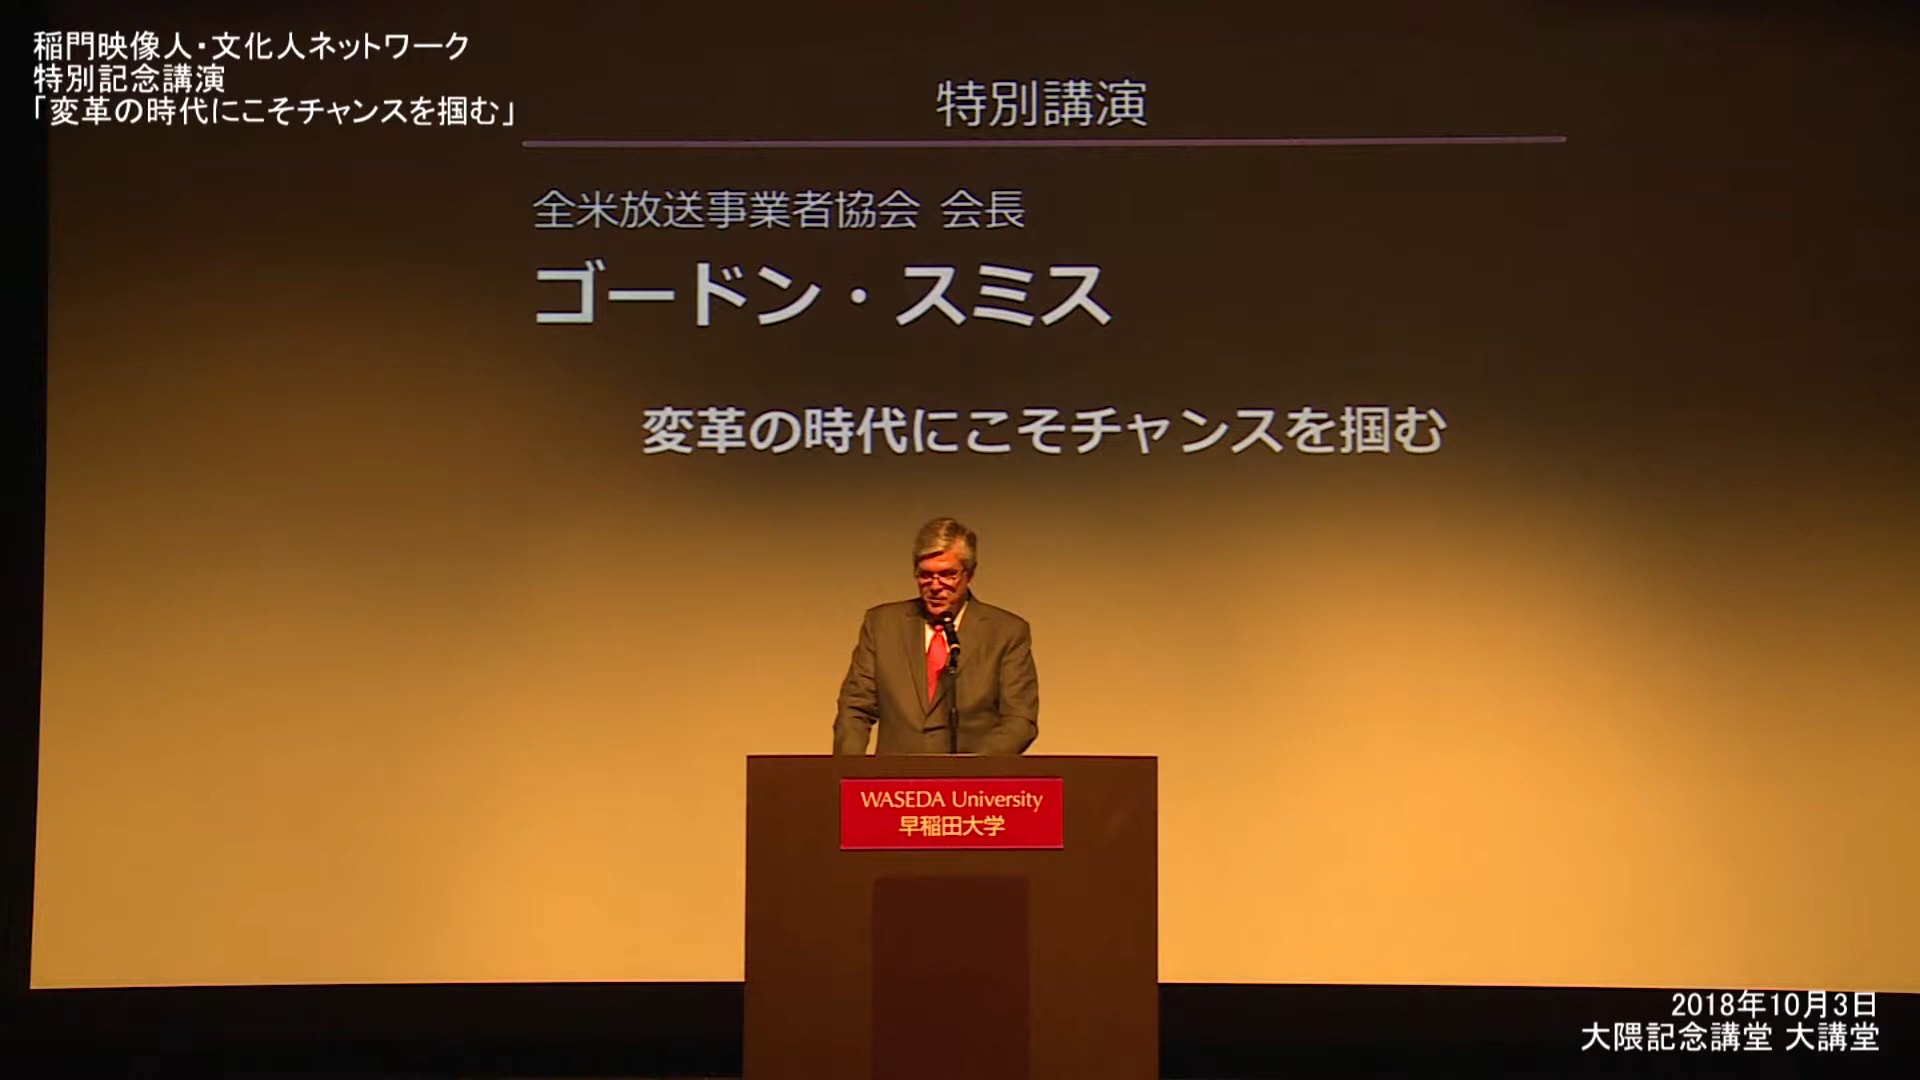 稲門映像人・文化人ネットワーク
特別記念講演
「変革の時代にこそチャンスを掴む」
特別講演
全米放送事業者協会 会長
ゴードン・スミス
変革の時代にこそチャンスを掴む
WASEDA University
早稲田大学
2018年10月3日
大隈記念講堂 大講堂